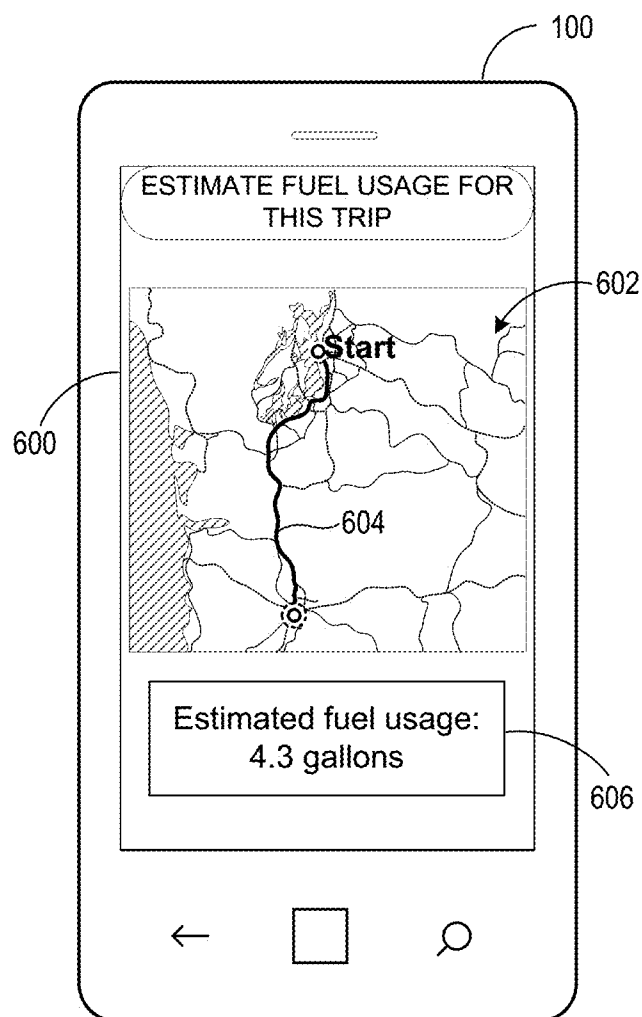 100
ESTIMATE FUEL USAGE FOR
THIS TRIP
602
Start
600
604
Estimated fuel usage:
4.3 gallons
606